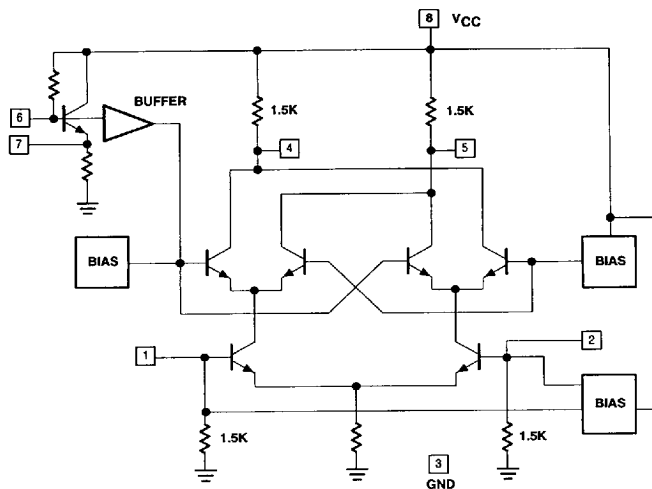 8 VCC
6
BUFFER
1.5K
1.5K
7
4
5
BIAS
BIAS
1
2
BIAS
1.5K
1.5K
3
GND